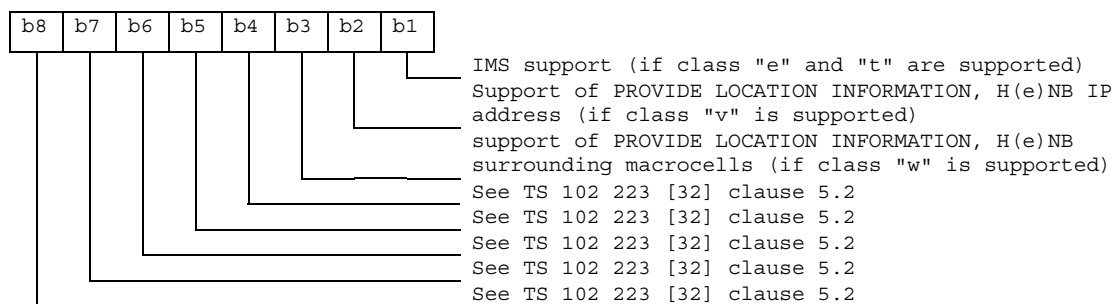 b8 b7 b6 b5 b4 b3 b2 b1
IMS support (if class "e" and "t" are supported)
Support of PROVIDE LOCATION INFORMATION, H(e)NB IP
address (if class "v" is supported)
support of PROVIDE LOCATION INFORMATION, H(e)NB
surrounding macrocells (if class "w" is supported)
See TS 102 223 [32] clause 5.2
See TS 102 223 [32] clause 5.2
See TS 102 223 [32] clause 5.2
See TS 102 223 [32] clause 5.2
See TS 102 223 [32] clause 5.2